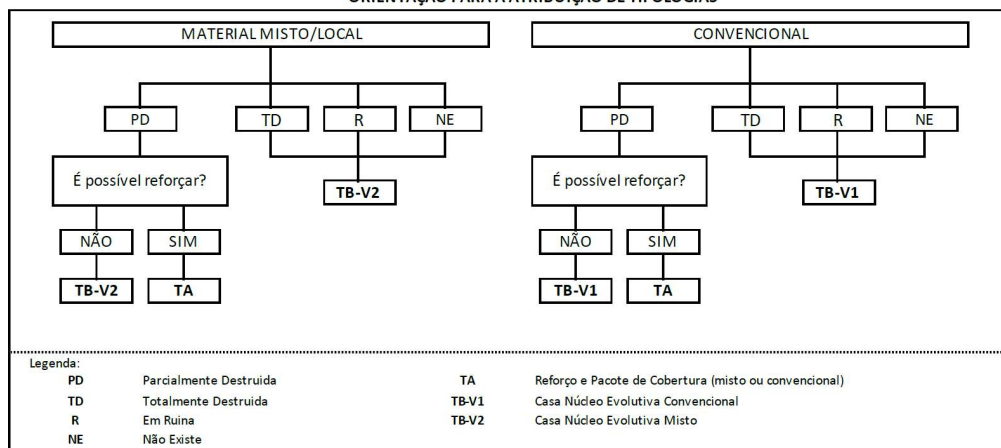 MATERIAL MISTO/LOCAL
PD
TD
R
NE
É possível reforçar?
TB-V2
NÃO
SIM
TB-V2
TA
CONVENCIONAL
PD
TD
R
NE
É possível reforçar?
TB-V1
NÃO
SIM
TB-V1
TA
Legenda:
PD Parcialmente Destruida
TD Totalmente Destruida
R Em Ruina
NE Não Existe
TA Reforço e Pacote de Cobertura (misto ou convencional)
TB-V1 Casa Núcleo Evolutiva Convencional
TB-V2 Casa Núcleo Evolutiva Misto